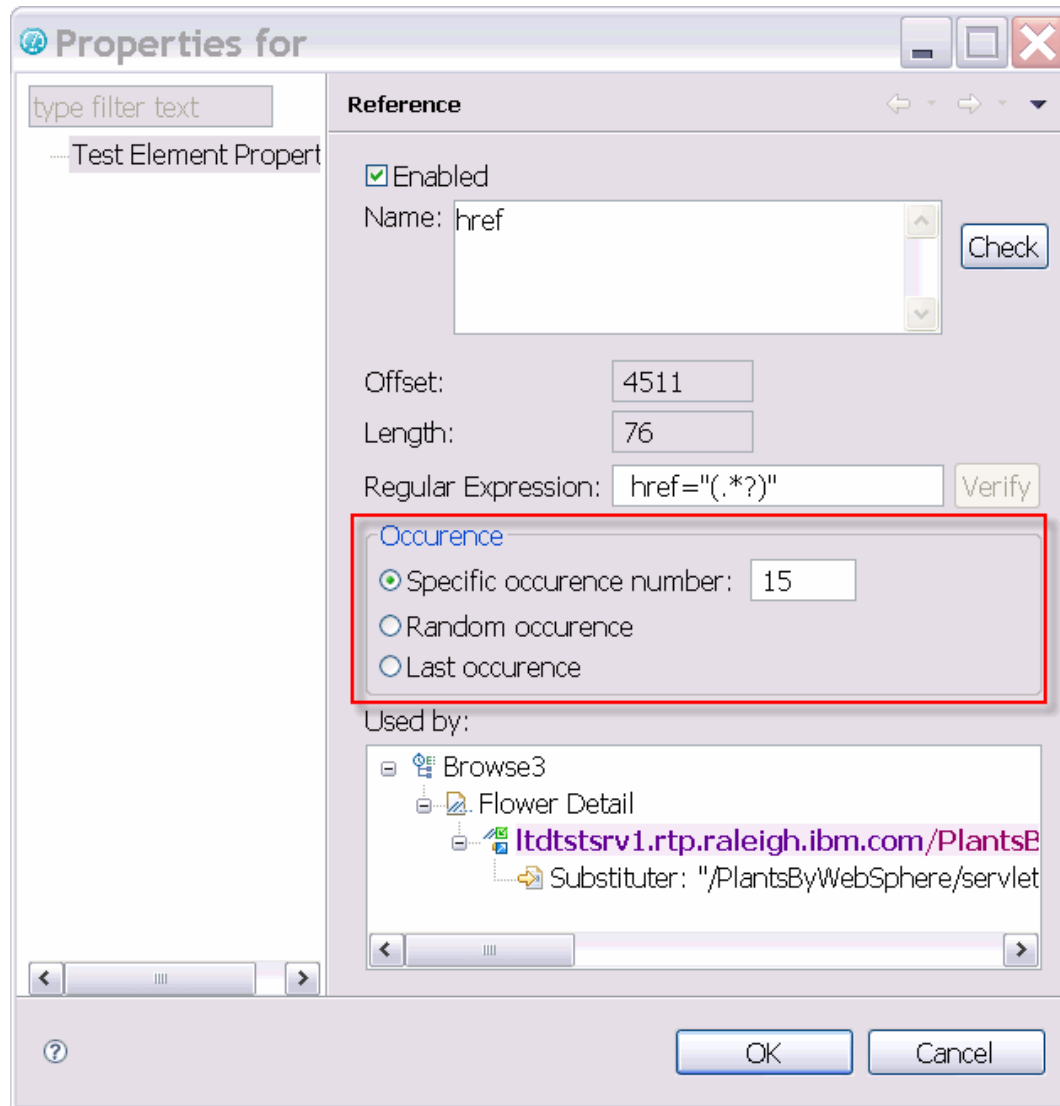 Properties for
type filter text
Reference
Test Element Propert
Enabled
Name: href
Check
Offset: 4511
Length: 76
Regular Expression: href="(.*?)" Verify
Occurence
Specific occurence number: 15
Random occurence
Last occurence
Used by:
Browse3
Flower Detail
ltdtstsrv1.rtp.raleigh.ibm.com/PlantsB
Substituter: "/PlantsByWebSphere/servlet
? OK Cancel